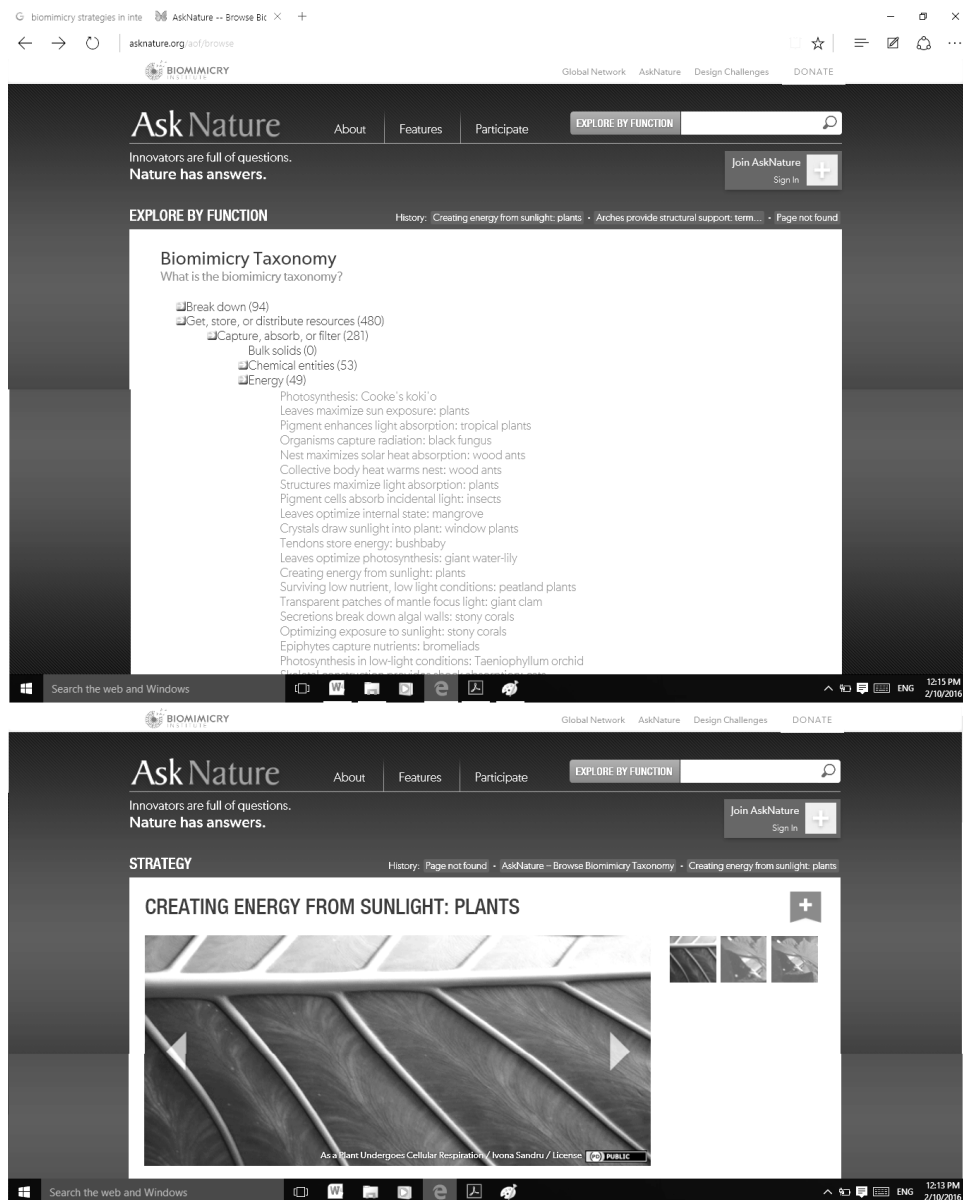 biomimicry strategies in inte AskNature -- Browse Bic
asknature.org/aof/browse
BIOMIMICRY
INSTITUTE
Global Network AskNature Design Challenges DONATE
AskNature
About Features Participate
EXPLORE BY FUNCTION
Innovators are full of questions.
Nature has answers.
Join AskNature
Sign In
EXPLORE BY FUNCTION
History: Creating energy from sunlight: plants • Arches provide structural support: term... • Page not found
Biomimicry Taxonomy
What is the biomimicry taxonomy?
Break down (94)
Get, store, or distribute resources (480)
Capture, absorb, or filter (281)
Bulk solids (0)
Chemical entities (53)
Energy (49)
Photosynthesis: Cooke's koki`o
Leaves maximize sun exposure: plants
Pigment enhances light absorption: tropical plants
Organisms capture radiation: black fungus
Nest maximizes solar heat absorption: wood ants
Collective body heat warms nest: wood ants
Structures maximize light absorption: plants
Pigment cells absorb incidental light: insects
Leaves optimize internal state: mangrove
Crystals draw sunlight into plant: window plants
Tendons store energy: bushbaby
Leaves optimize photosynthesis: giant water-lily
Creating energy from sunlight: plants
Surviving low nutrient, low light conditions: peatland plants
Transparent patches of mantle focus light: giant clam
Secretions break down algal walls: stony corals
Optimizing exposure to sunlight: stony corals
Epiphytes capture nutrients: bromeliads
Photosynthesis in low-light conditions: Taeniophyllum orchid
Search the web and Windows
ENG
12:15 PM
2/10/2016
BIOMIMICRY
INSTITUTE
Global Network AskNature Design Challenges DONATE
AskNature
About Features Participate
EXPLORE BY FUNCTION
Innovators are full of questions.
Nature has answers.
Join AskNature
Sign In
STRATEGY
History: Page not found • AskNature – Browse Biomimicry Taxonomy • Creating energy from sunlight: plants
CREATING ENERGY FROM SUNLIGHT: PLANTS
As a Plant Undergoes Cellular Respiration / Ivona Sandru / License PD PUBLIC
Search the web and Windows
ENG
12:13 PM
2/10/2016